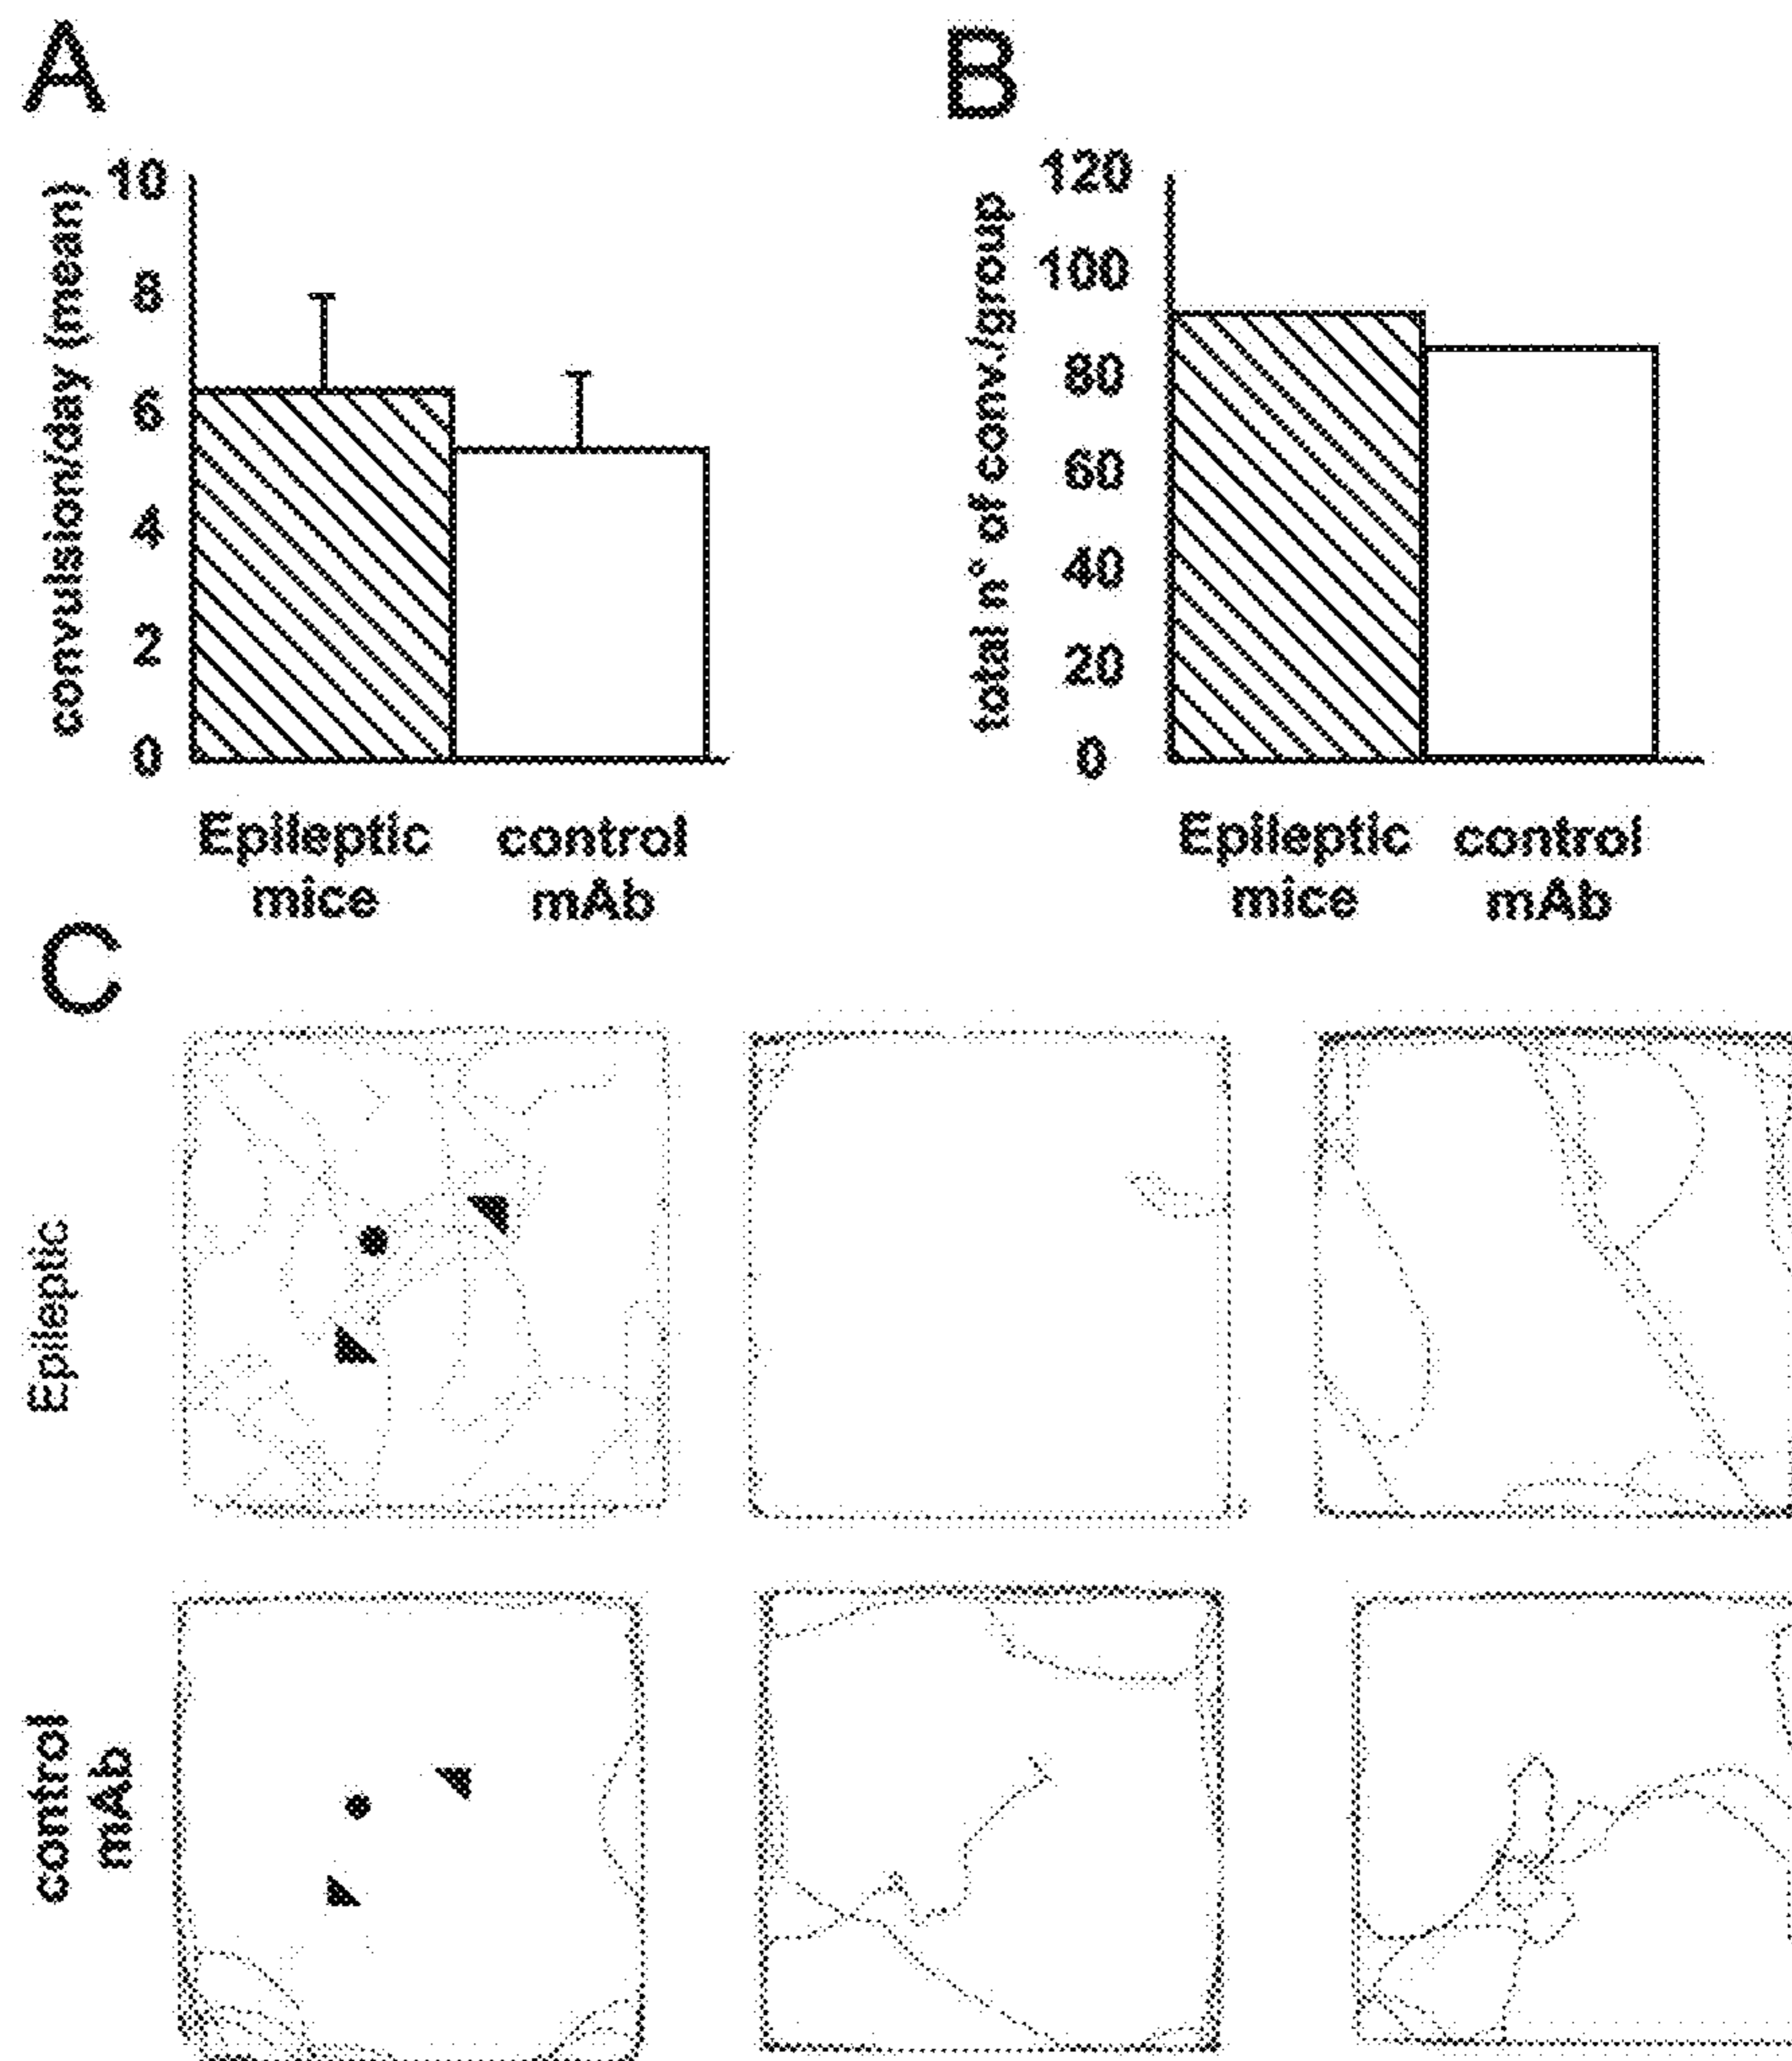 A
convulsion/day (mean)
10
8
6
4
2
0
Epileptic
mice
control
mAb
B
total n° of conv./group
120
100
80
60
40
20
0
Epileptic
mice
control
mAb
C
Epileptic
control
mAb